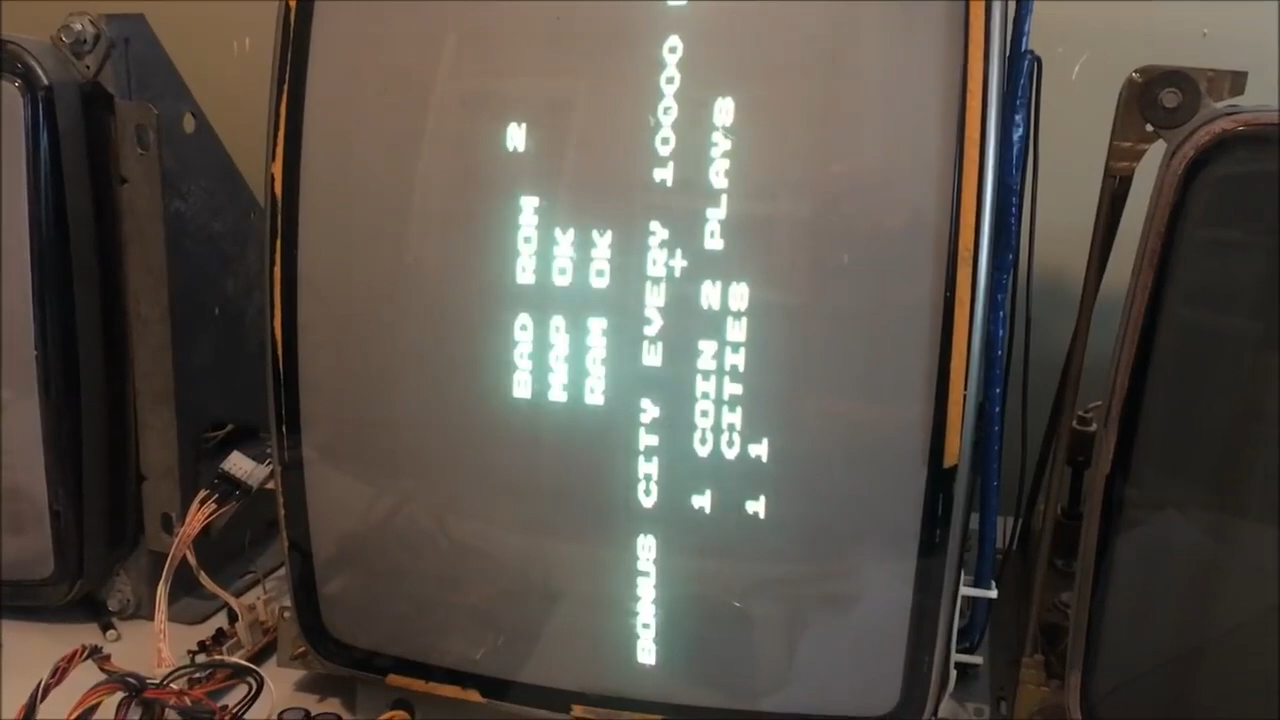 BAD ROM 2
MAP OK
RAM OK
BONUS CITY EVERY 10000
+
1 COIN 2 PLAYS
CITIES
1 1